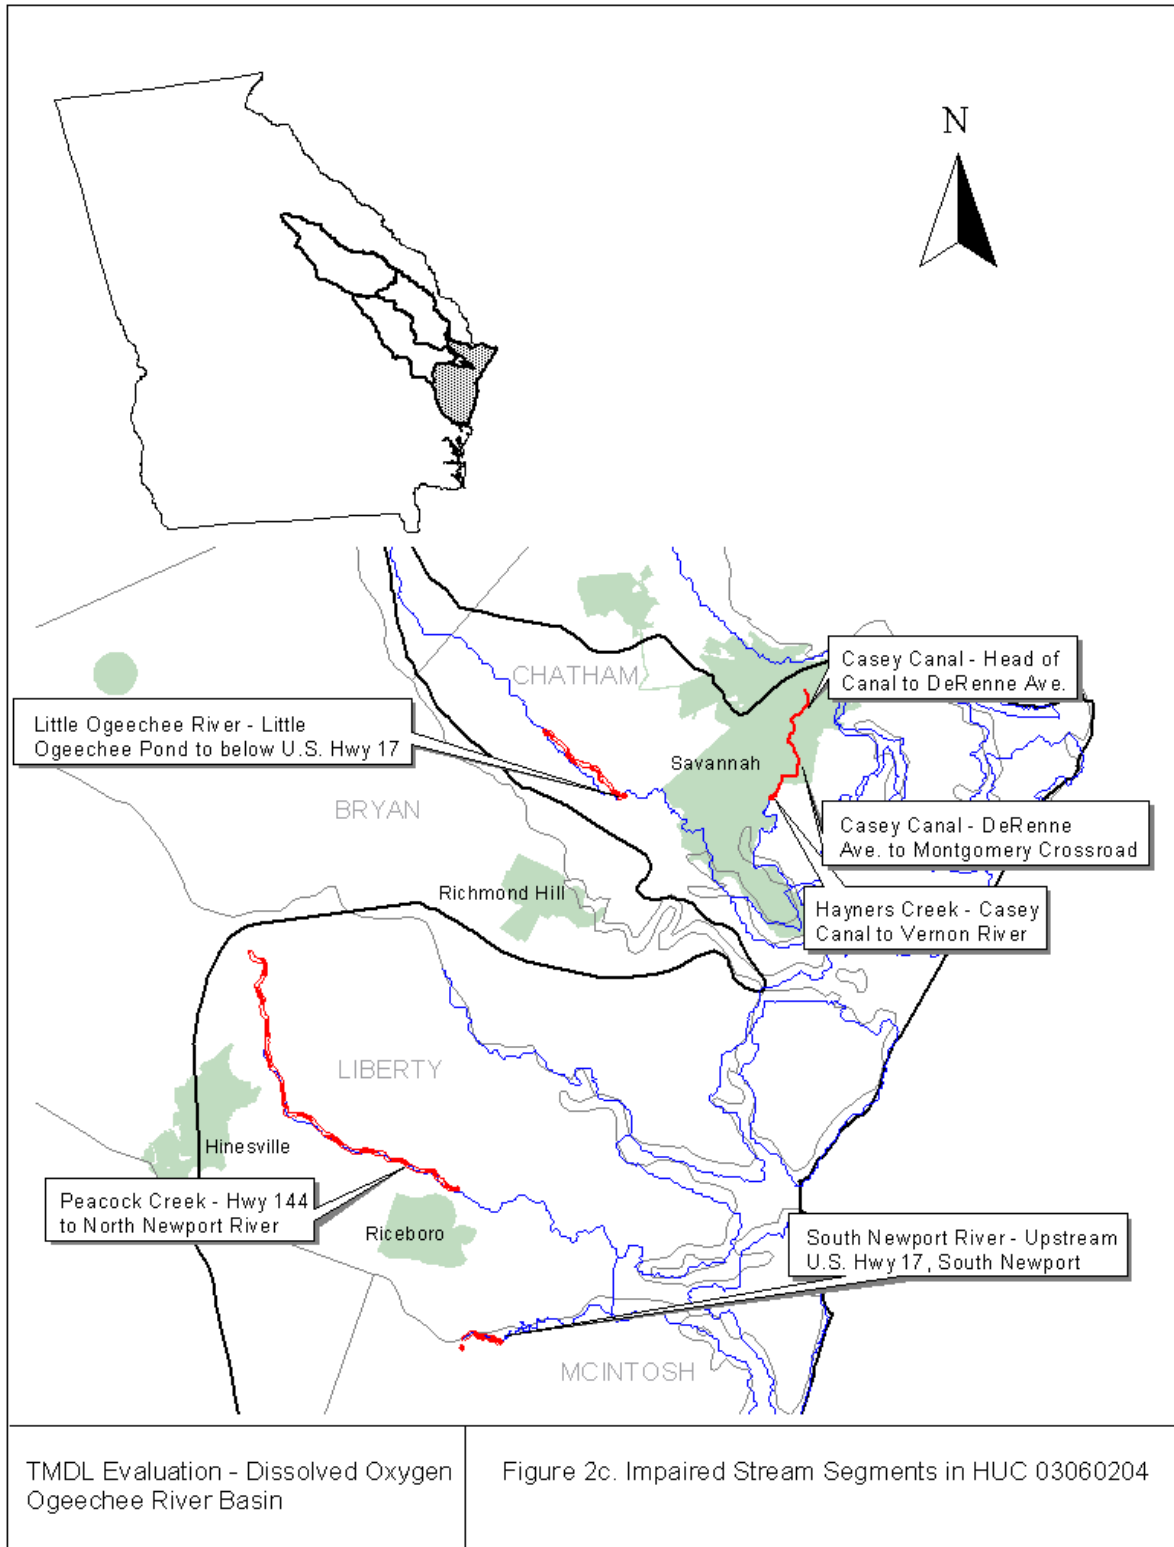 N
CHATHAM
Casey Canal - Head of
Canal to DeRenne Ave.
Little Ogeechee River - Little
Ogeechee Pond to below U.S. Hwy 17
Savannah
BRYAN
Casey Canal - DeRenne
Ave. to Montgomery Crossroad
Richmond Hill
Hayners Creek - Casey
Canal to Vernon River
LIBERTY
Hinesville
Peacock Creek - Hwy 144
to North Newport River
Riceboro
South Newport River - Upstream
U.S. Hwy 17, South Newport
MCINTOSH
TMDL Evaluation - Dissolved Oxygen
Ogeechee River Basin
Figure 2c. Impaired Stream Segments in HUC 03060204